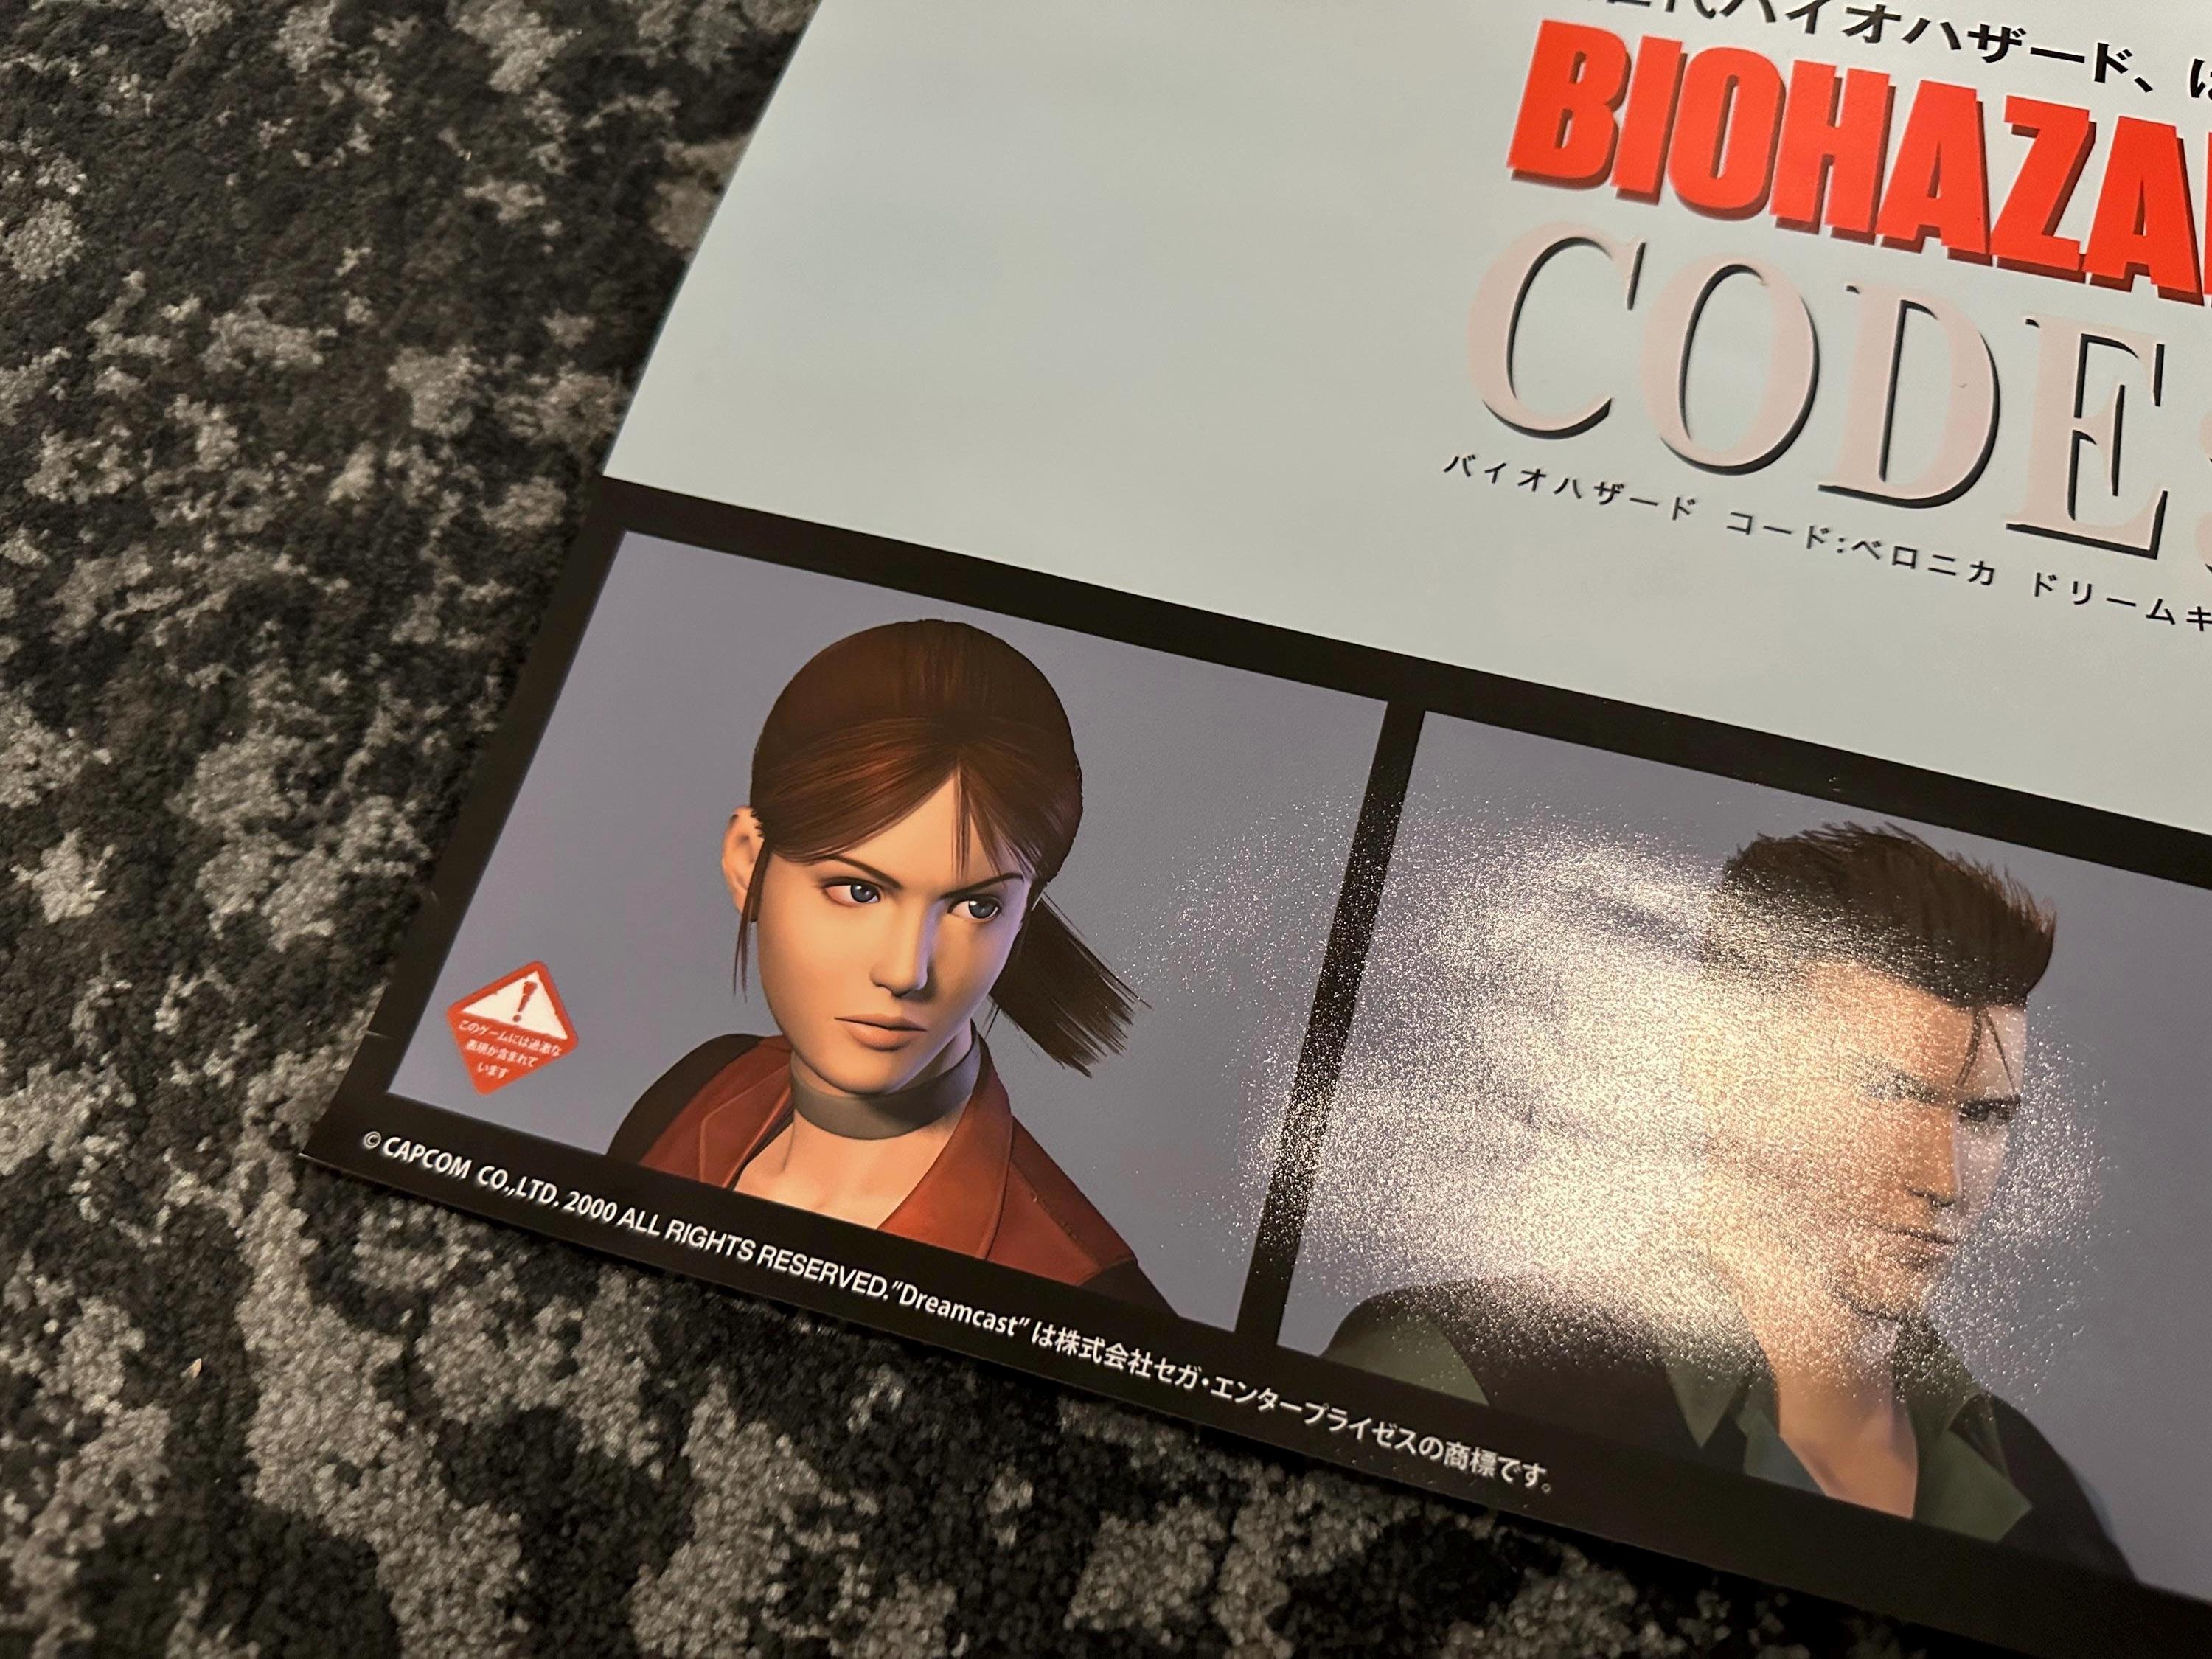 代バイオハザード、は
BIOHAZA
CODE:
バイオハザード コード:ベロニカ ドリームキ
このゲームには過激な
表現が含まれて
います
© CAPCOM CO.,LTD. 2000 ALL RIGHTS RESERVED. "Dreamcast" は株式会社セガ・エンタープライゼスの商標です。